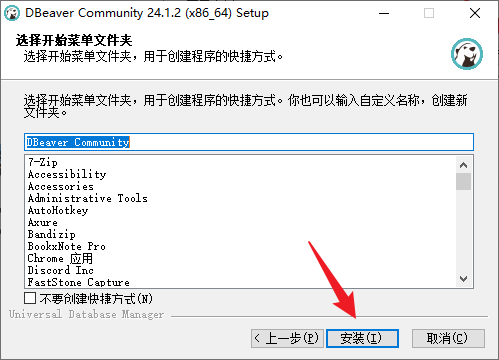 DBeaver Community 24.1.2 (x86_64) Setup
选择开始菜单文件夹
选择开始菜单文件夹，用于创建程序的快捷方式。
选择开始菜单文件夹，用于创建程序的快捷方式。你也可以输入自定义名称，创建新
文件夹。
DBeaver Community
7-Zip
Accessibility
Accessories
Administrative Tools
AutoHotkey
Axure
Bandizip
BookxNote Pro
Chrome 应用
Discord Inc
FastStone Capture
不要创建快捷方式(N)
Universal Database Manager
< 上一步(P) 安装(I) 取消(C)